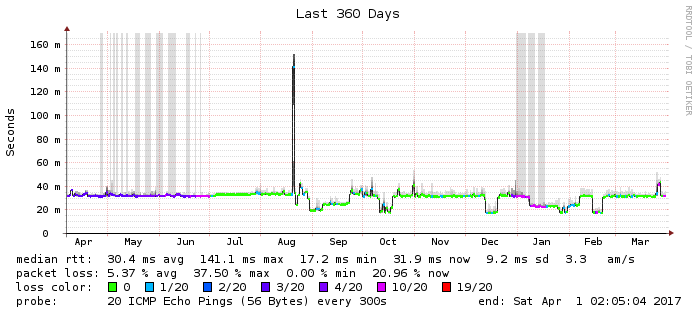 Last 360 Days
RRDTOOL / TOBI OETIKER
Seconds
160 m
140 m
120 m
100 m
80 m
60 m
40 m
20 m
0
Apr May Jun Jul Aug Sep Oct Nov Dec Jan Feb Mar
median rtt: 30.4 ms avg 141.1 ms max 17.2 ms min 31.9 ms now 9.2 ms sd 3.3 am/s
packet loss: 5.37 % avg 37.50 % max 0.00 % min 20.96 % now
loss color: 0 1/20 2/20 3/20 4/20 10/20 19/20
probe: 20 ICMP Echo Pings (56 Bytes) every 300s end: Sat Apr 1 02:05:04 2017